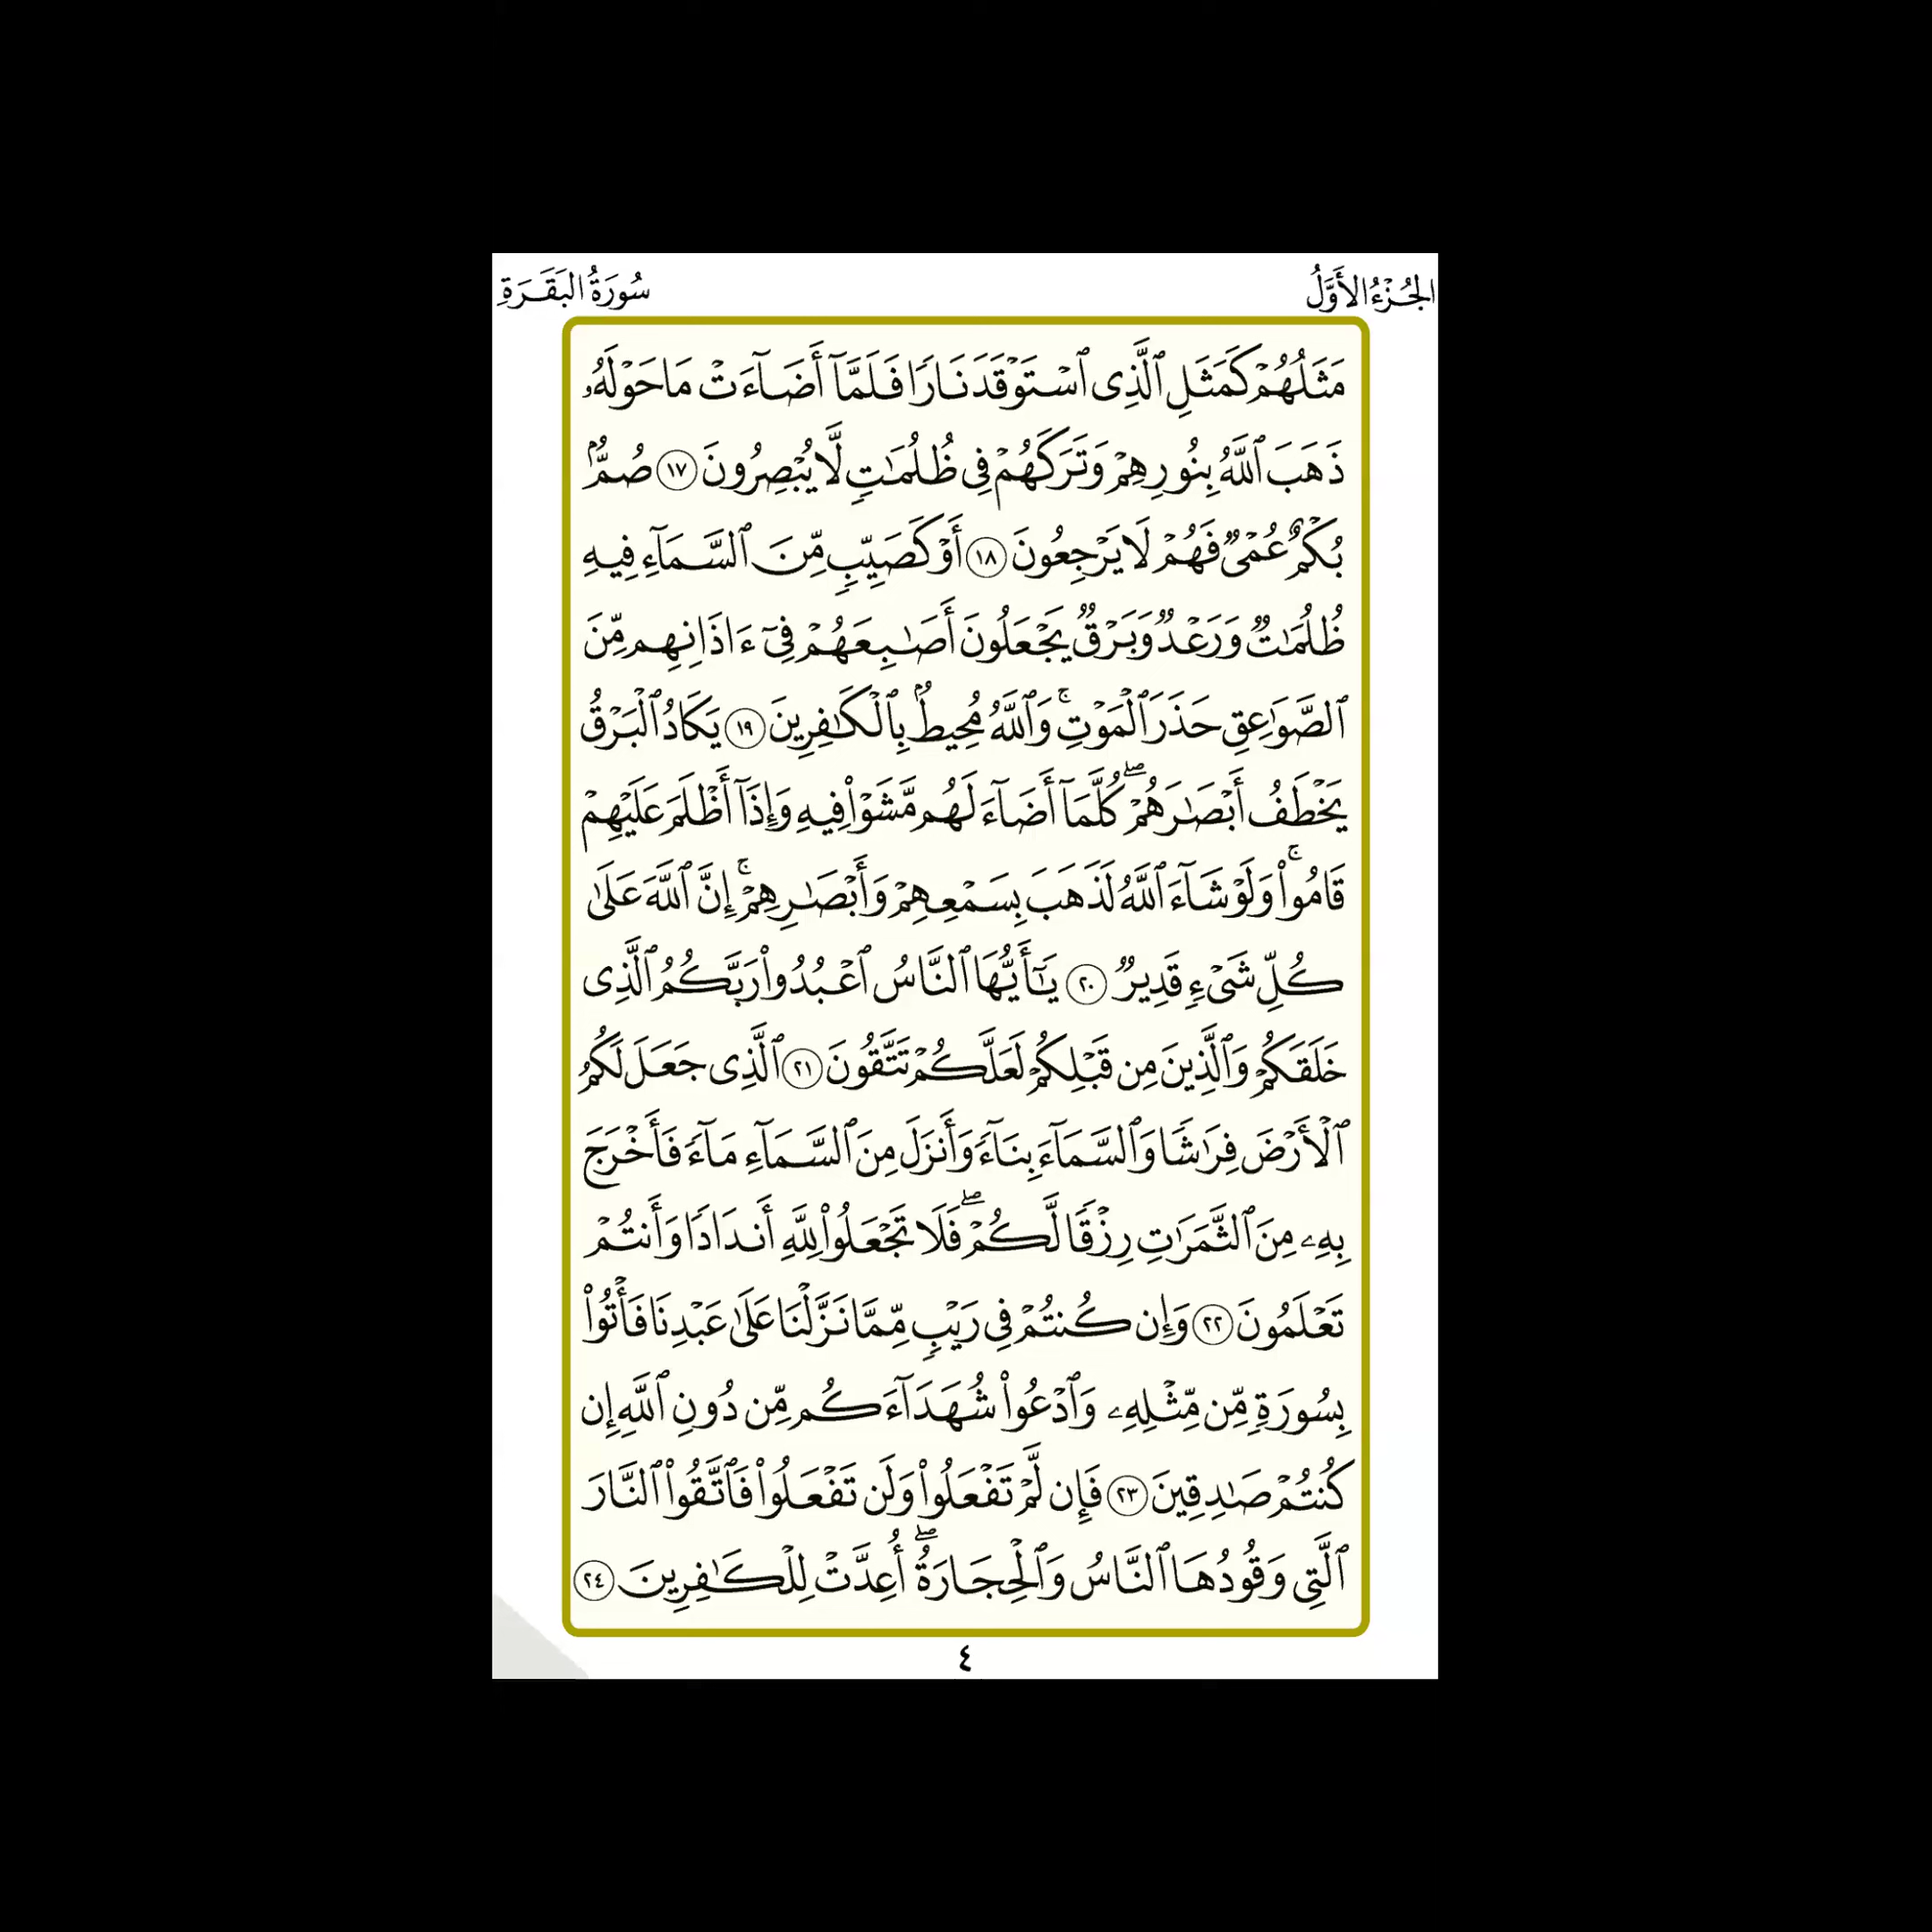 الجُزْءُ الأَوَّلُ
سُورَةُ البَقَرَةِ
مَثَلُهُمۡ كَمَثَلِ ٱلَّذِى ٱسۡتَوۡقَدَ نَارٗا فَلَمَّآ أَضَآءَتۡ مَا حَوۡلَهُۥ
ذَهَبَ ٱللَّهُ بِنُورِهِمۡ وَتَرَكَهُمۡ فِى ظُلُمَٰتٖ لَّا يُبۡصِرُونَ ١٧ صُمُّۢ
بُكۡمٌ عُمۡىٞ فَهُمۡ لَا يَرۡجِعُونَ ١٨ أَوۡ كَصَيِّبٖ مِّنَ ٱلسَّمَآءِ فِيهِ
ظُلُمَٰتٞ وَرَعۡدٞ وَبَرۡقٞ يَجۡعَلُونَ أَصَٰبِعَهُمۡ فِىٓ ءَاذَانِهِم مِّنَ
ٱلصَّوَٰعِقِ حَذَرَ ٱلۡمَوۡتِۚ وَٱللَّهُ مُحِيطُۢ بِٱلۡكَٰفِرِينَ ١٩ يَكَادُ ٱلۡبَرۡقُ
يَخۡطَفُ أَبۡصَٰرَهُمۡۖ كُلَّمَآ أَضَآءَ لَهُم مَّشَوۡاْ فِيهِ وَإِذَآ أَظۡلَمَ عَلَيۡهِمۡ
قَامُواْۚ وَلَوۡ شَآءَ ٱللَّهُ لَذَهَبَ بِسَمۡعِهِمۡ وَأَبۡصَٰرِهِمۡۚ إِنَّ ٱللَّهَ عَلَىٰ
كُلِّ شَىۡءٖ قَدِيرٞ ٢٠ يَٰٓأَيُّهَا ٱلنَّاسُ ٱعۡبُدُواْ رَبَّكُمُ ٱلَّذِى
خَلَقَكُمۡ وَٱلَّذِينَ مِن قَبۡلِكُمۡ لَعَلَّكُمۡ تَتَّقُونَ ٢١ ٱلَّذِى جَعَلَ لَكُمُ
ٱلۡأَرۡضَ فِرَٰشٗا وَٱلسَّمَآءَ بِنَآءٗ وَأَنزَلَ مِنَ ٱلسَّمَآءِ مَآءٗ فَأَخۡرَجَ
بِهِۦ مِنَ ٱلثَّمَرَٰتِ رِزۡقٗا لَّكُمۡۖ فَلَا تَجۡعَلُواْ لِلَّهِ أَندَادٗا وَأَنتُمۡ
تَعۡلَمُونَ ٢٢ وَإِن كُنتُمۡ فِى رَيۡبٖ مِّمَّا نَزَّلۡنَا عَلَىٰ عَبۡدِنَا فَأۡتُواْ
بِسُورَةٖ مِّن مِّثۡلِهِۦ وَٱدۡعُواْ شُهَدَآءَكُم مِّن دُونِ ٱللَّهِ إِن
كُنتُمۡ صَٰدِقِينَ ٢٣ فَإِن لَّمۡ تَفۡعَلُواْ وَلَن تَفۡعَلُواْ فَٱتَّقُواْ ٱلنَّارَ
ٱلَّتِى وَقُودُهَا ٱلنَّاسُ وَٱلۡحِجَارَةُۖ أُعِدَّتۡ لِلۡكَٰفِرِينَ ٢٤
٤